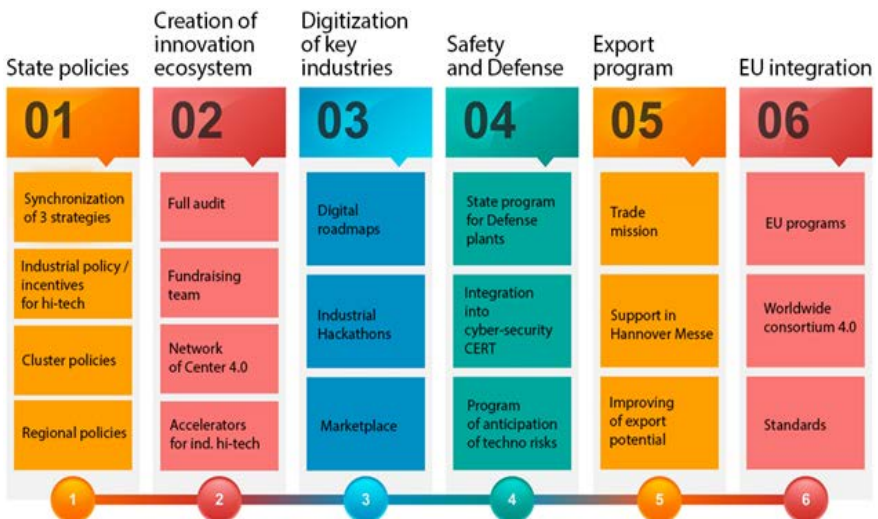 State policies
01
Synchronization
of 3 strategies
Industrial policy /
incentives
for hi-tech
Cluster policies
Regional policies
1
Creation of
innovation
ecosystem
02
Full audit
Fundraising
team
Network
of Center 4.0
Accelerators
for ind. hi-tech
2
Digitization
of key
industries
03
Digital
roadmaps
Industrial
Hackathons
Marketplace
3
Safety
and Defense
04
State program
for Defense
plants
Integration
into
cyber-security
CERT
Program
of anticipation
of techno risks
4
Export
program
05
Trade
mission
Support in
Hannover Messe
Improving
of export
potential
5
EU integration
06
EU programs
Worldwide
consortium 4.0
Standards
6